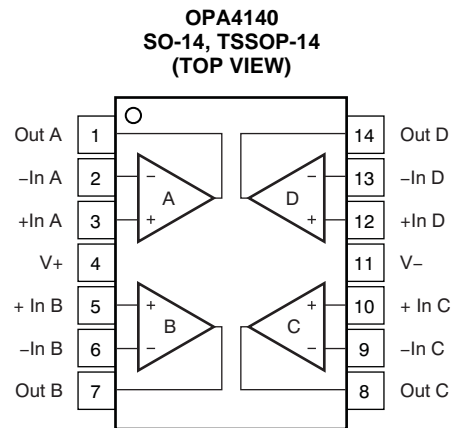 OPA4140
SO-14, TSSOP-14
(TOP VIEW)
Out A 1 14 Out D
−In A 2 − − 13 −In D
A D
+In A 3 + + 12 +In D
V+ 4 11 V−
+ In B 5 + + 10 + In C
B C
−In B 6 − − 9 −In C
Out B 7 8 Out C